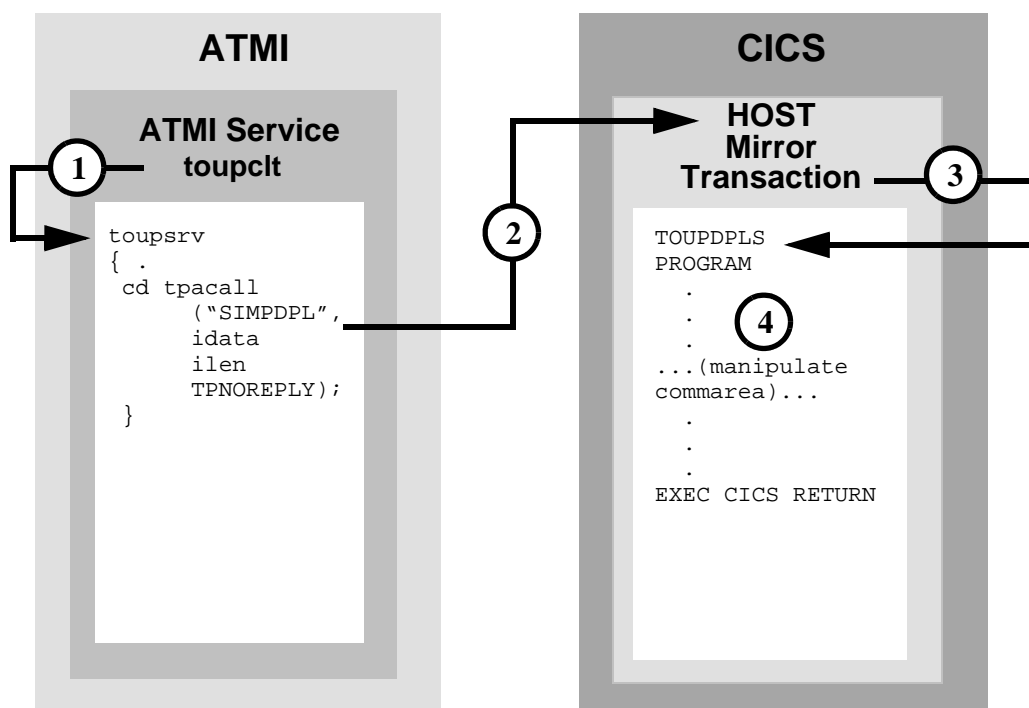 ATMI
ATMI Service
toupclt
1
toupsrv
{ .
cd tpacall
(“SIMPDPL”,
idata
ilen
TPNOREPLY);
}
2
CICS
HOST
Mirror
Transaction
3
TOUPDPLS
PROGRAM
.
.
.
4
...(manipulate
commarea)...
.
.
.
EXEC CICS RETURN